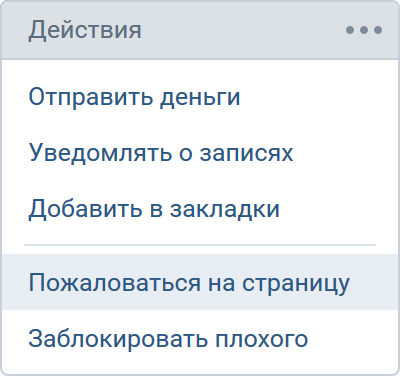 Действия
Отправить деньги
Уведомлять о записях
Добавить в закладки
Пожаловаться на страницу
Заблокировать плохого